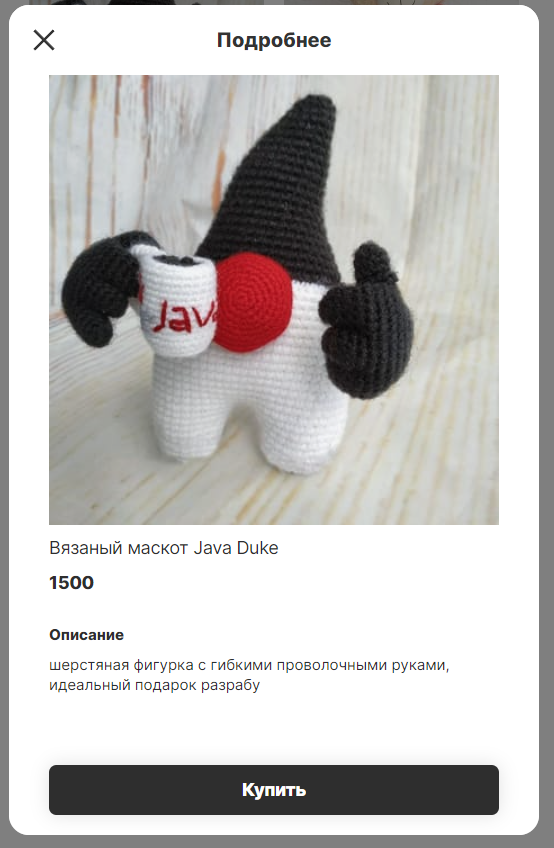 Подробнее
Java
Вязаный маскот Java Duke
1500
Описание
шерстяная фигурка с гибкими проволочными руками,
идеальный подарок разрабу
Купить